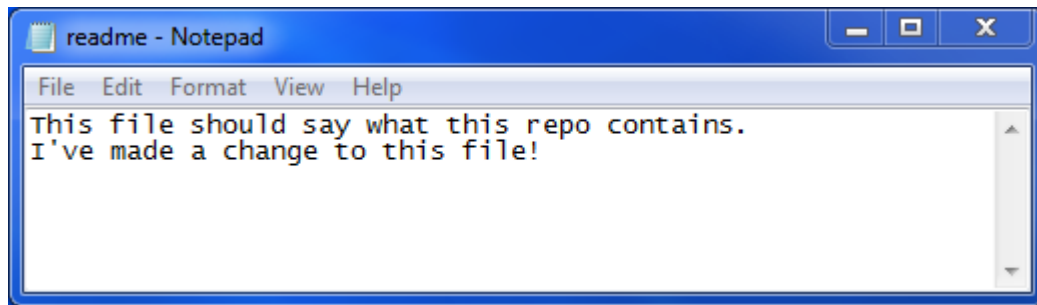 readme - Notepad
File Edit Format View Help
This file should say what this repo contains.
I've made a change to this file!